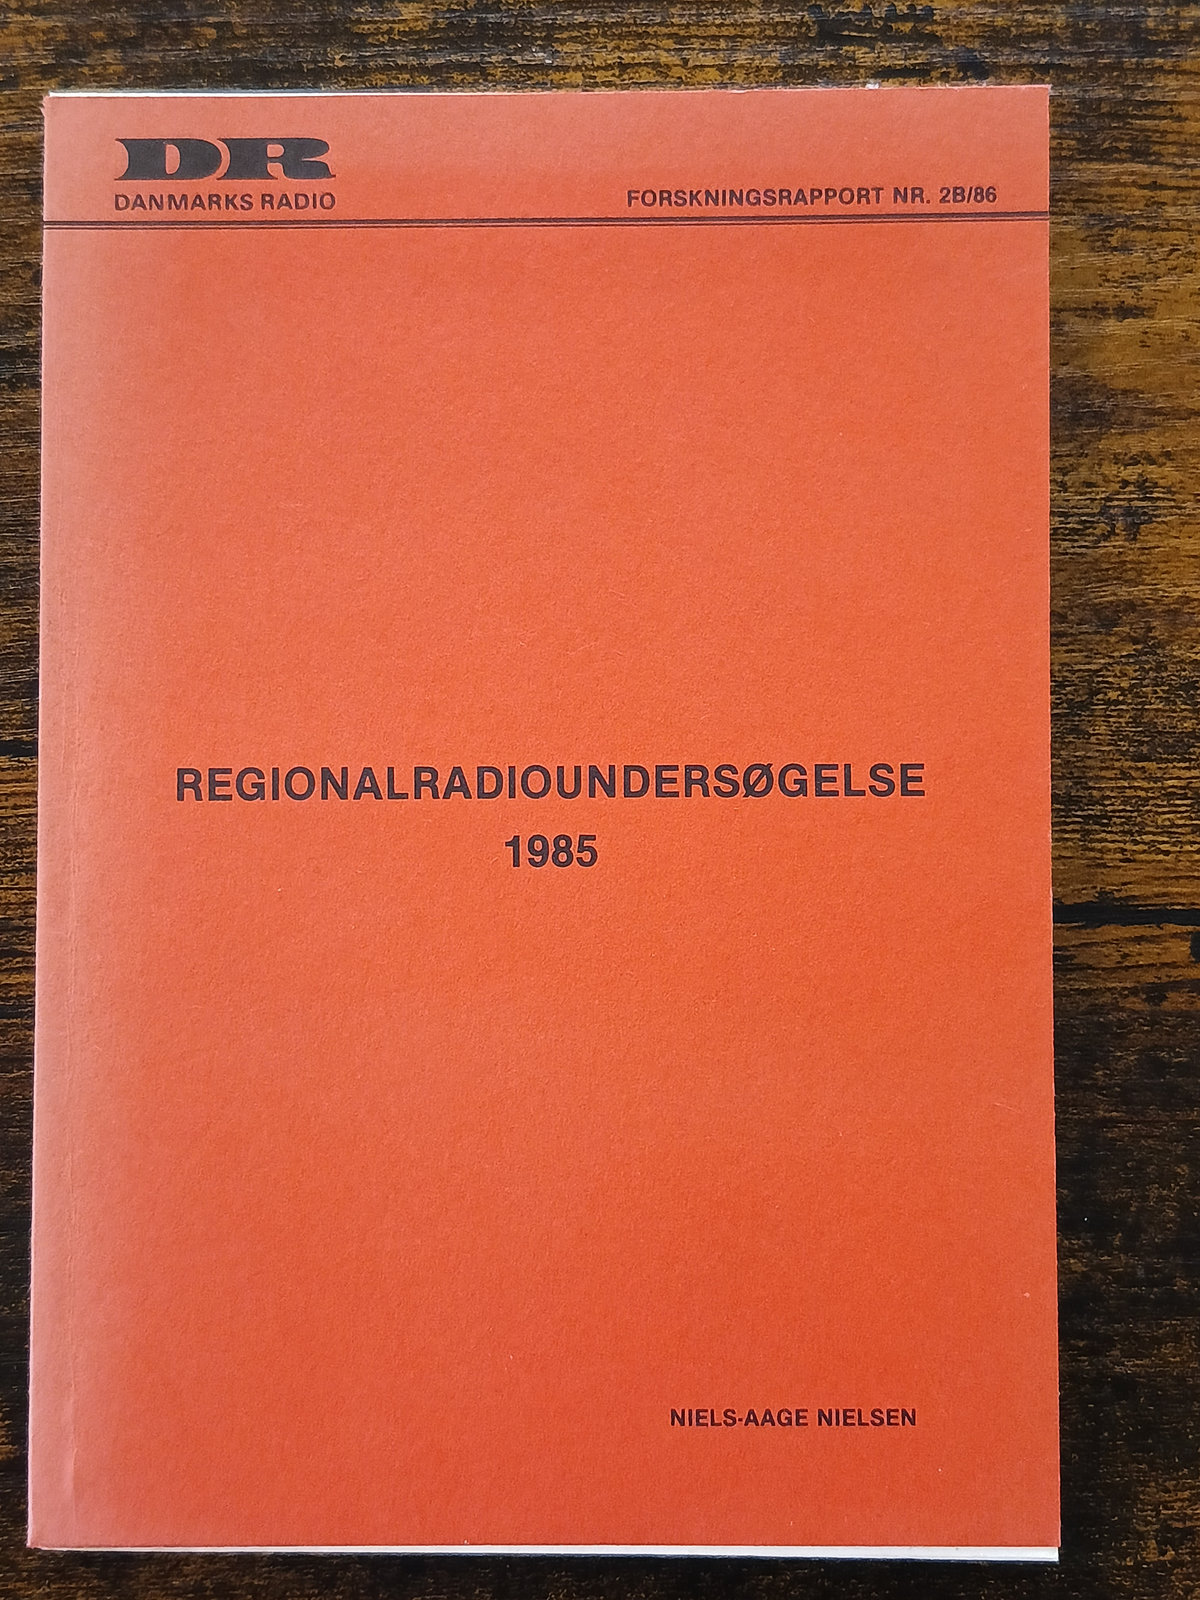 DR
DANMARKS RADIO
FORSKNINGSRAPPORT NR. 2B/86
REGIONALRADIOUNDERSØGELSE
1985
NIELS-AAGE NIELSEN